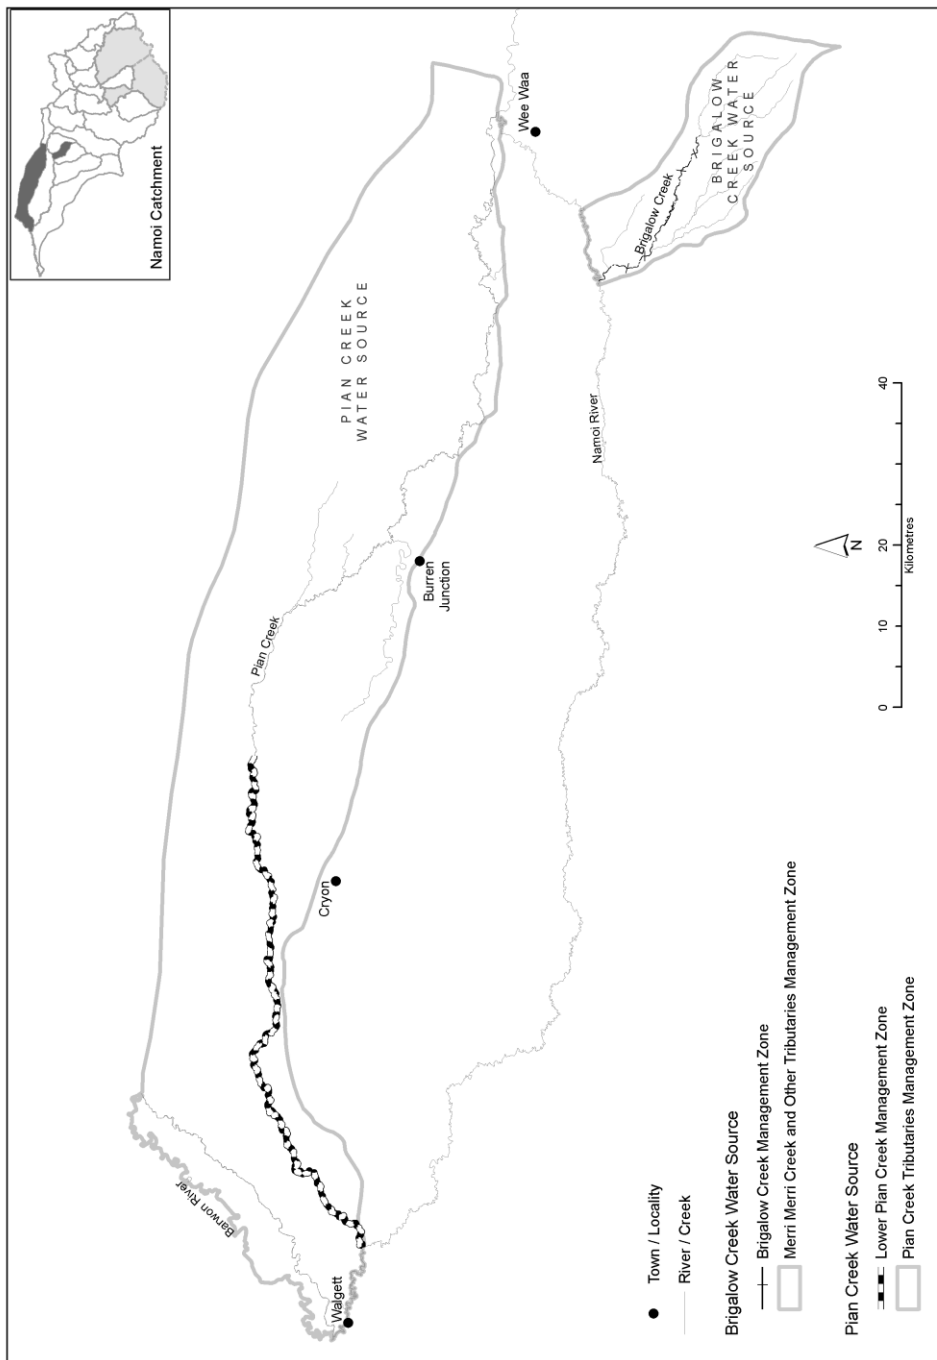 Namoi Catchment
Wee Waa
BRIGALOW
CREEK WATER
SOURCE
Brigalow Creek
PIAN CREEK
WATER SOURCE
Namoi River
Burren
Junction
Pian Creek
Cryon
Barwon River
Walgett
N
0 10 20 40
Kilometres
Town / Locality
River / Creek
Brigalow Creek Water Source
Brigalow Creek Management Zone
Merri Merri Creek and Other Tributaries Management Zone
Pian Creek Water Source
Lower Pian Creek Management Zone
Pian Creek Tributaries Management Zone